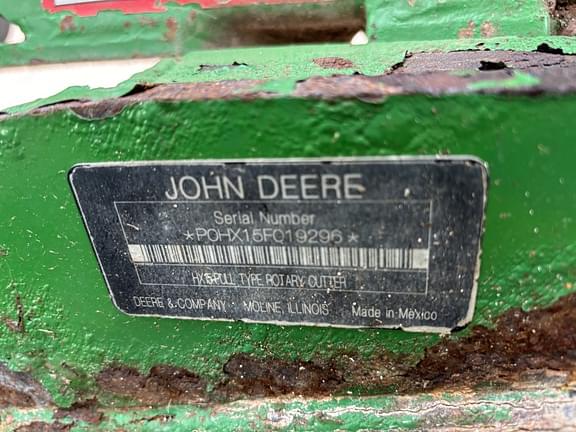 JOHN DEERE
Serial Number
*P0HX15F019296*
HX15 PULL TYPE ROTARY CUTTER
DEERE & COMPANY · MOLINE, ILLINOIS Made in Mexico